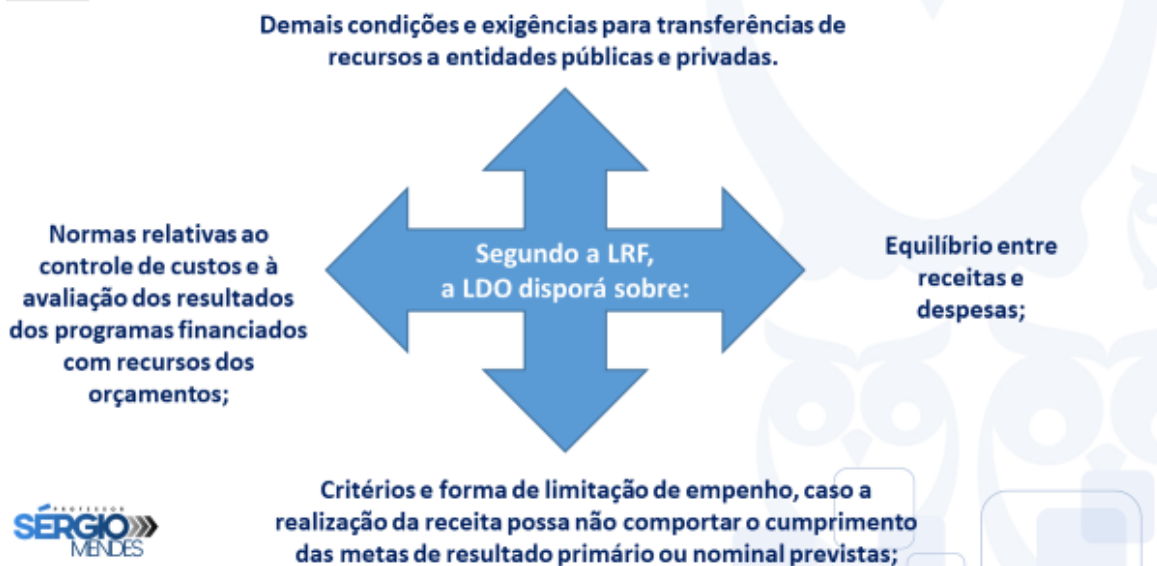 Demais condições e exigências para transferências de
recursos a entidades públicas e privadas.
Normas relativas ao
controle de custos e à
avaliação dos resultados
dos programas financiados
com recursos dos
orçamentos;
Segundo a LRF,
a LDO disporá sobre:
Equilíbrio entre
receitas e
despesas;
Critérios e forma de limitação de empenho, caso a
realização da receita possa não comportar o cumprimento
das metas de resultado primário ou nominal previstas;
PROFESSOR
SÉRGIO
MENDES